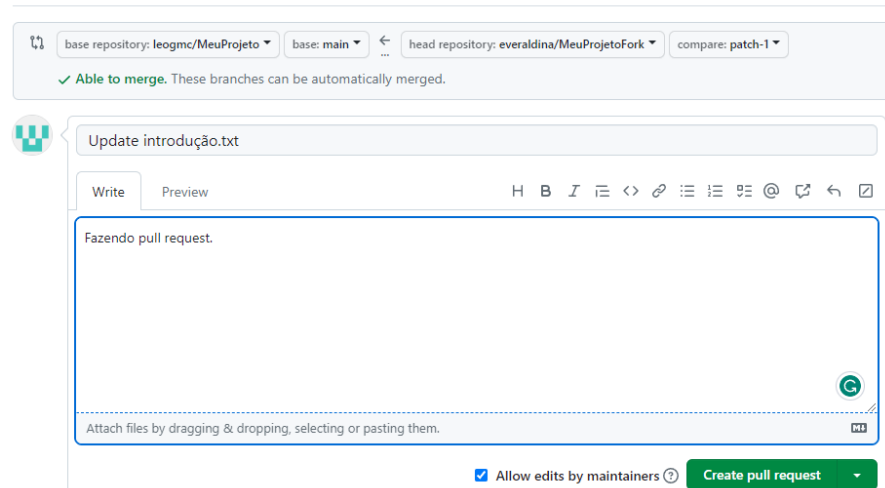 base repository: leogmc/MeuProjeto base: main ... head repository: everaldina/MeuProjetoFork compare: patch-1
Able to merge. These branches can be automatically merged.
Update introdução.txt
Write Preview H B I @
Fazendo pull request.
G
Attach files by dragging & dropping, selecting or pasting them.
Allow edits by maintainers ? Create pull request